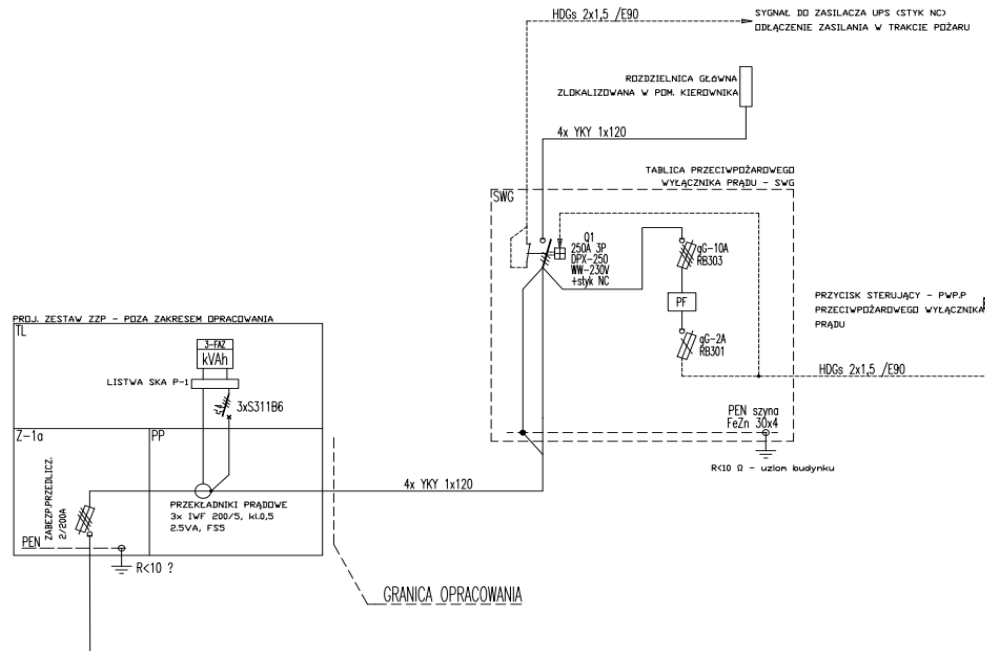 HDGs 2x1,5 /E90
SYGNAŁ DO ZASILACZA UPS (STYK NC)
ODŁĄCZENIE ZASILANIA W TRAKCIE POŻARU
ROZDZIELNICA GŁÓWNA
ZLOKALIZOWANA W POM. KIEROWNIKA
4x YKY 1x120
TABLICA PRZECIWPOŻAROWEGO
WYŁĄCZNIKA PRĄDU - SWG
SWG
Q1
250A 3P
DPX-250
WW-230V
+styk NC
gG-10A
RB303
PF
gG-2A
RB301
PRZYCISK STERUJĄCY - PWP.P
PRZECIWPOŻAROWEGO WYŁĄCZNIKA
PRĄDU
HDGs 2x1,5 /E90
PEN szyna
FeZn 30x4
R<10 Ω - uziom budynku
PROJ. ZESTAW ZZP - POZA ZAKRESEM OPRACOWANIA
TL
3-FAZ
kVAh
LISTWA SKA P-1
3xS311B6
Z-1a
PP
ZABEZP.PRZEDLICZ.
2/200A
PRZEKŁADNIKI PRĄDOWE
3x IWF 200/5, kl.0,5
2.5VA, FS5
4x YKY 1x120
PEN
R<10 ?
GRANICA OPRACOWANIA